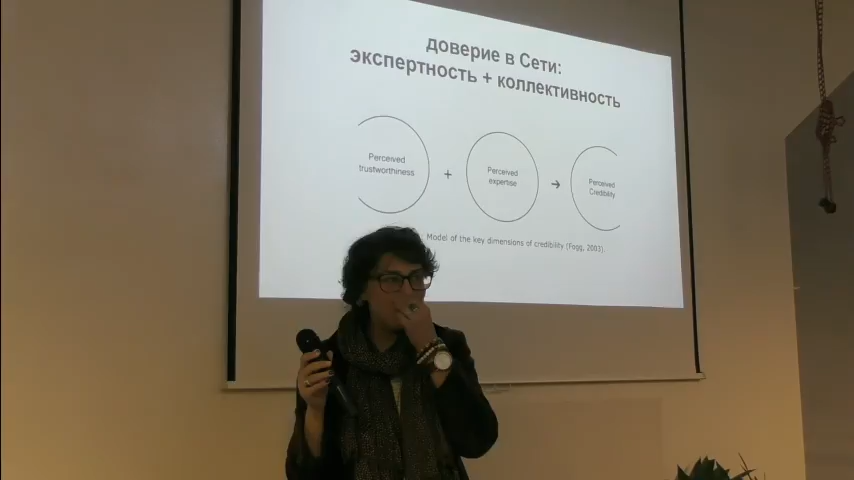 доверие в Сети:
экспертность + коллективность
Perceived
trustworthiness
+
Perceived
expertise
→
Perceived
Credibility
Model of the key dimensions of credibility (Fogg, 2003).